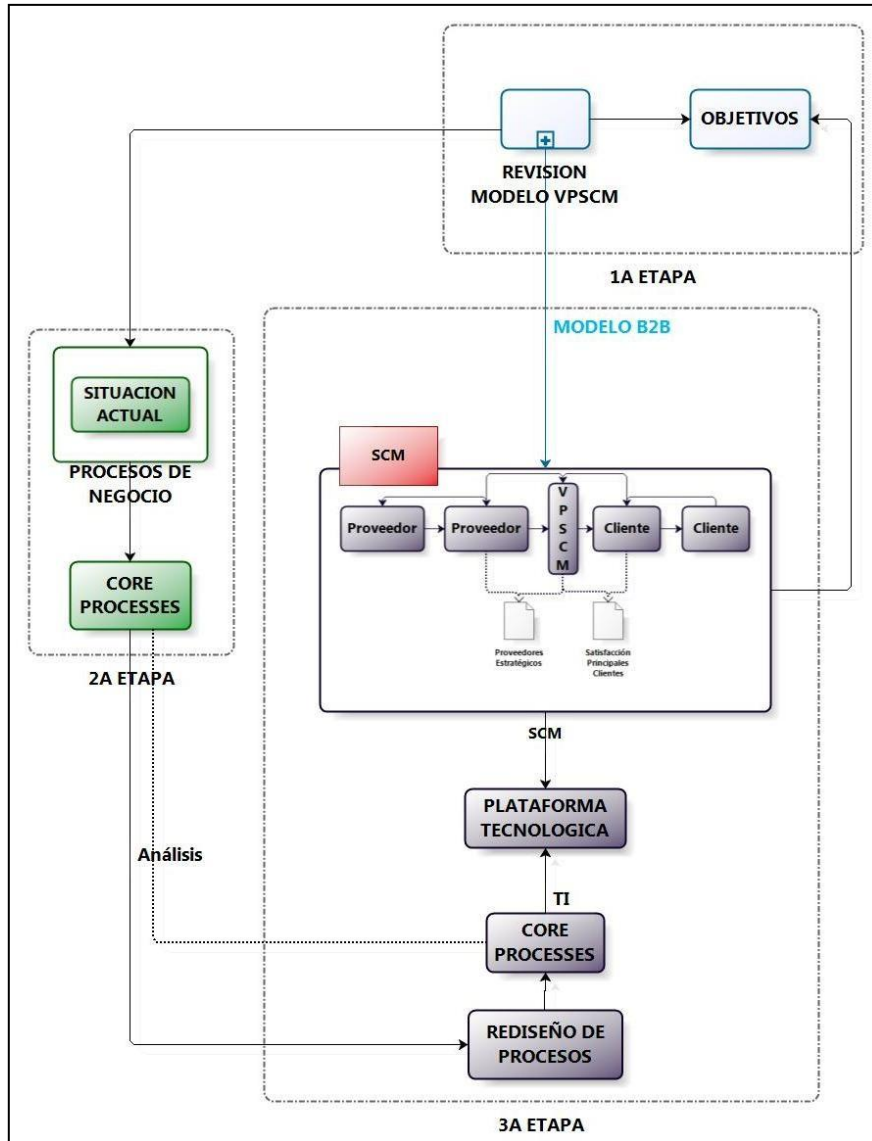 OBJETIVOS
REVISION
MODELO VPSCM
1A ETAPA
MODELO B2B
SITUACION
ACTUAL
PROCESOS DE
NEGOCIO
CORE
PROCESSES
2A ETAPA
SCM
Proveedor
Proveedor
V
P
S
C
M
Cliente
Cliente
Proveedores
Estratégicos
Satisfacción
Principales
Clientes
SCM
PLATAFORMA
TECNOLOGICA
Análisis
TI
CORE
PROCESSES
REDISEÑO DE
PROCESOS
3A ETAPA